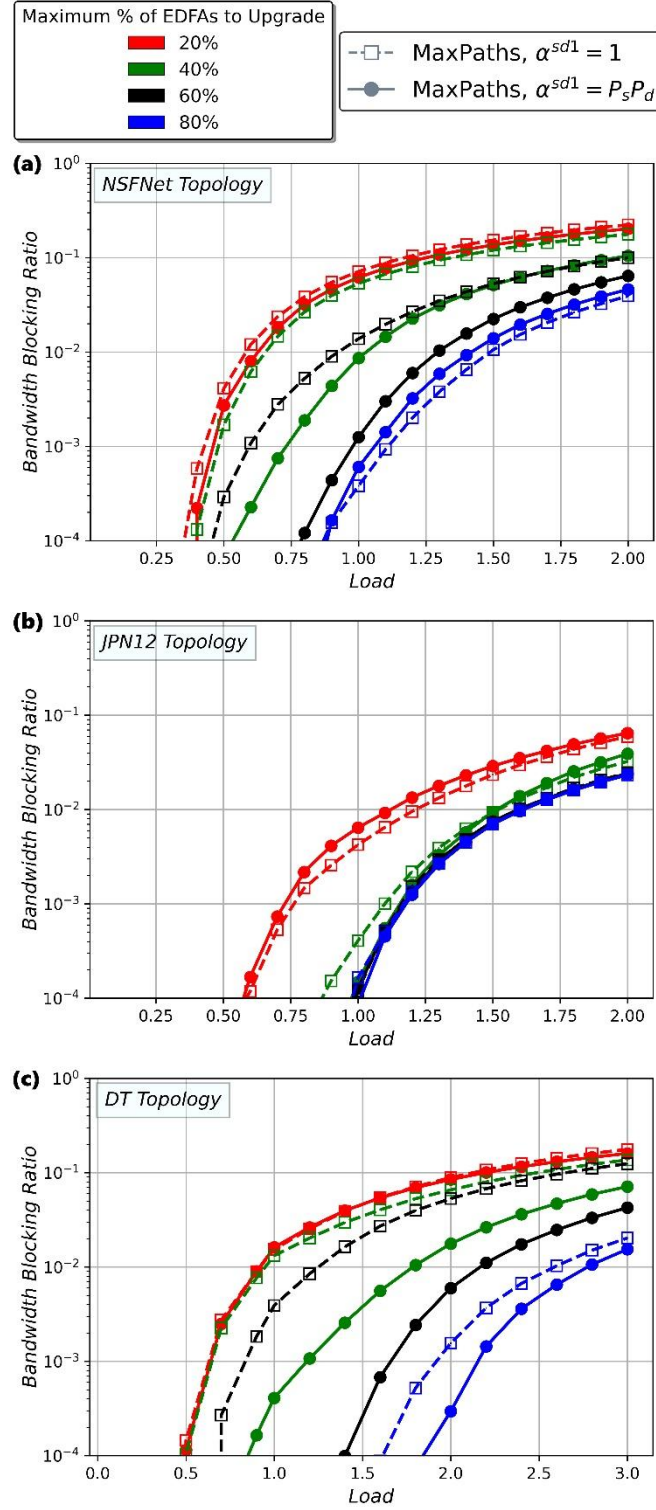 Maximum % of EDFAs to Upgrade
20%
40%
60%
80%
MaxPaths, α^{sd1} = 1
MaxPaths, α^{sd1} = P_sP_d
(a)
NSFNet Topology
10^0
10^{-1}
10^{-2}
10^{-3}
10^{-4}
Bandwidth Blocking Ratio
0.25 0.50 0.75 1.00 1.25 1.50 1.75 2.00
Load
(b)
JPN12 Topology
10^0
10^{-1}
10^{-2}
10^{-3}
10^{-4}
Bandwidth Blocking Ratio
0.25 0.50 0.75 1.00 1.25 1.50 1.75 2.00
Load
(c)
DT Topology
10^0
10^{-1}
10^{-2}
10^{-3}
10^{-4}
Bandwidth Blocking Ratio
0.0 0.5 1.0 1.5 2.0 2.5 3.0
Load